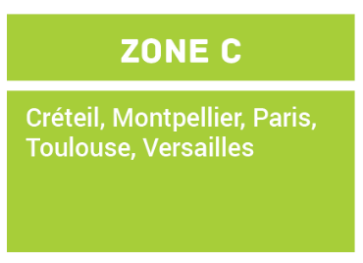 ZONE C
Créteil, Montpellier, Paris,
Toulouse, Versailles